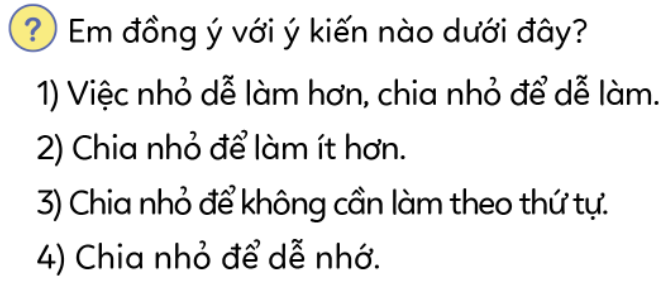 ? Em đồng ý với ý kiến nào dưới đây?
1) Việc nhỏ dễ làm hơn, chia nhỏ để dễ làm.
2) Chia nhỏ để làm ít hơn.
3) Chia nhỏ để không cần làm theo thứ tự.
4) Chia nhỏ để dễ nhớ.